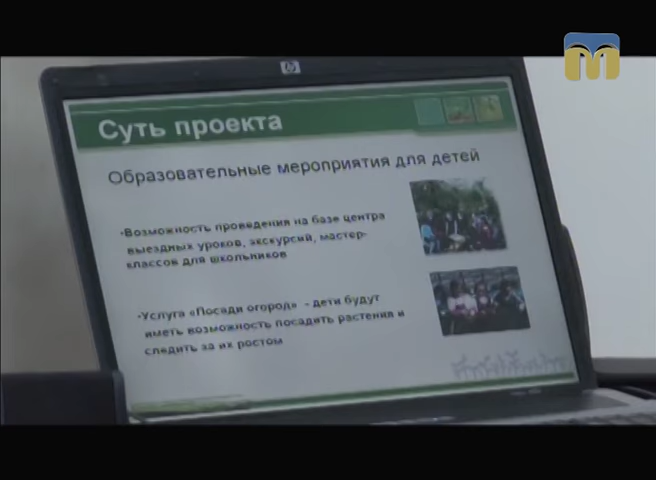 hp
M
Суть проекта
Образовательные мероприятия для детей
•Возможность проведения на базе центра
выездных уроков, экскурсий, мастер-
классов для школьников
•Услуга «Посади огород» - дети будут
иметь возможность посадить растения и
следить за их ростом